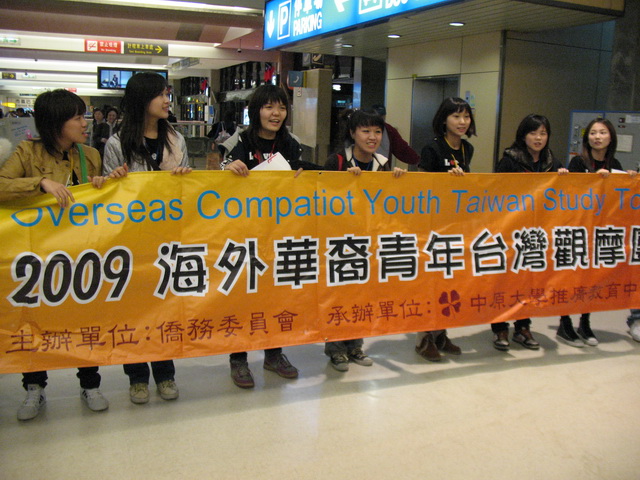 停車場
PARKING
Overseas Compatiot Youth Taiwan Study To
2009 海外華裔青年台灣觀摩團
主辦單位：僑務委員會 承辦單位： 中原大學推廣教育中